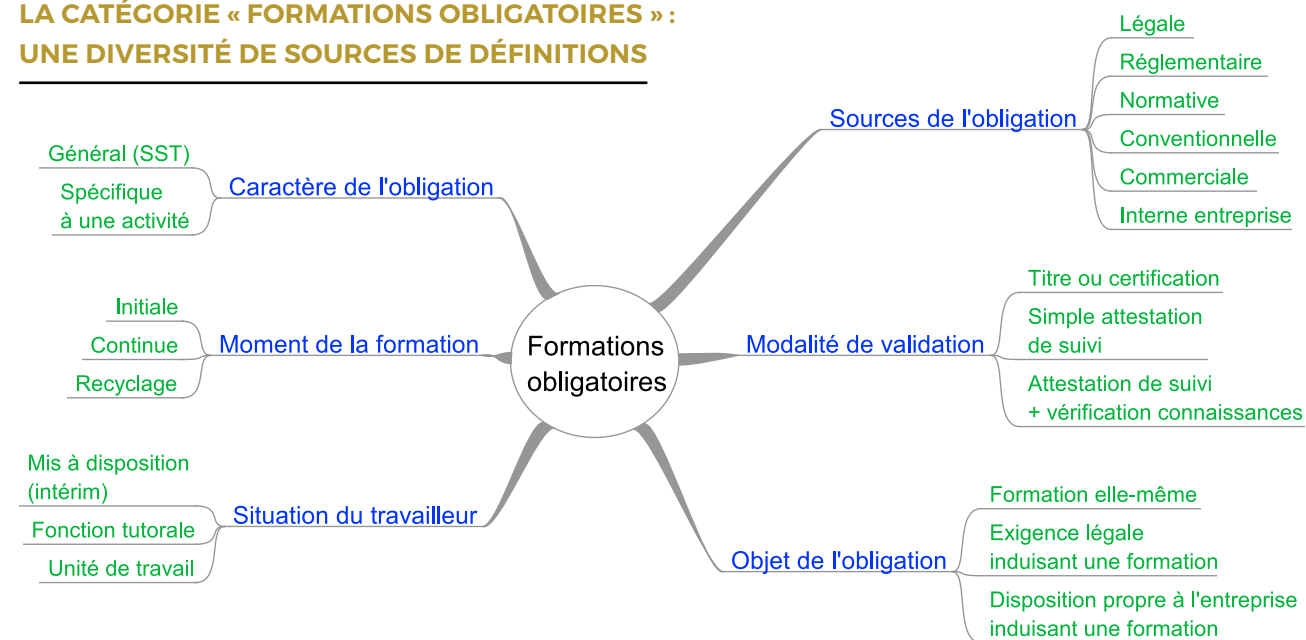 LA CATÉGORIE « FORMATIONS OBLIGATOIRES » :
UNE DIVERSITÉ DE SOURCES DE DÉFINITIONS
Formations
obligatoires
Caractère de l'obligation
Général (SST)
Spécifique
à une activité
Moment de la formation
Initiale
Continue
Recyclage
Situation du travailleur
Mis à disposition
(intérim)
Fonction tutorale
Unité de travail
Sources de l'obligation
Légale
Réglementaire
Normative
Conventionnelle
Commerciale
Interne entreprise
Modalité de validation
Titre ou certification
Simple attestation
de suivi
Attestation de suivi
+ vérification connaissances
Objet de l'obligation
Formation elle-même
Exigence légale
induisant une formation
Disposition propre à l'entreprise
induisant une formation